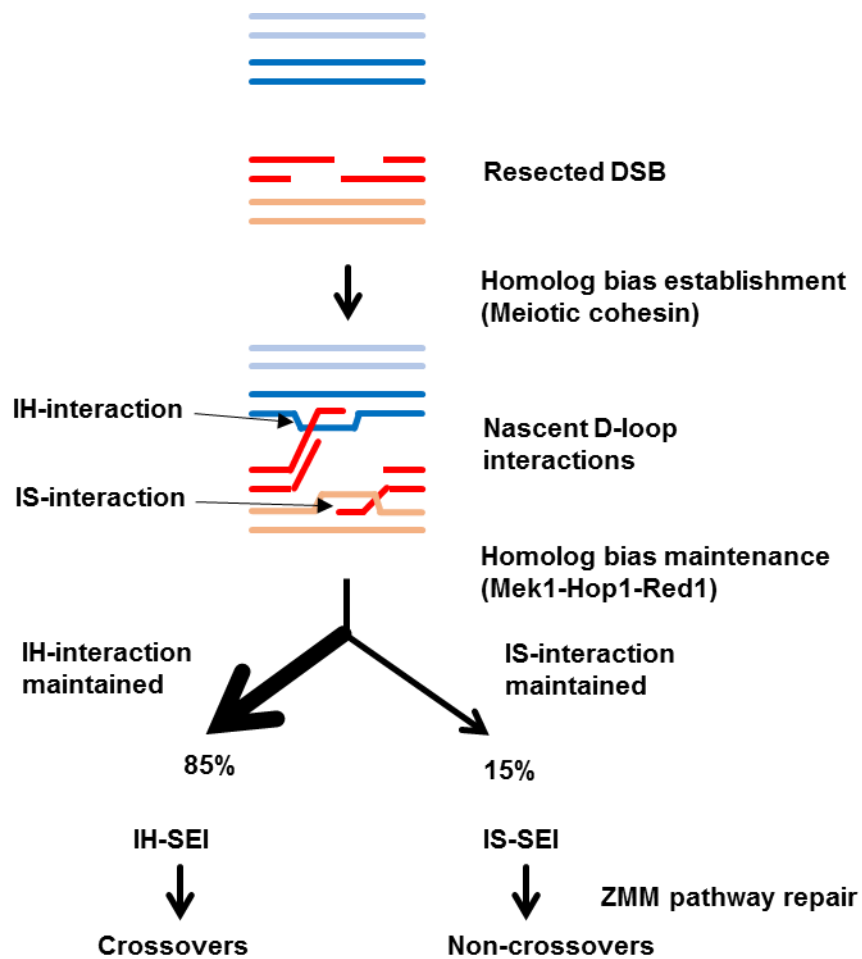 Resected DSB
Homolog bias establishment
(Meiotic cohesin)
IH-interaction
Nascent D-loop
interactions
IS-interaction
Homolog bias maintenance
(Mek1-Hop1-Red1)
IH-interaction
maintained
IS-interaction
maintained
85%
15%
IH-SEI
IS-SEI
ZMM pathway repair
Crossovers
Non-crossovers